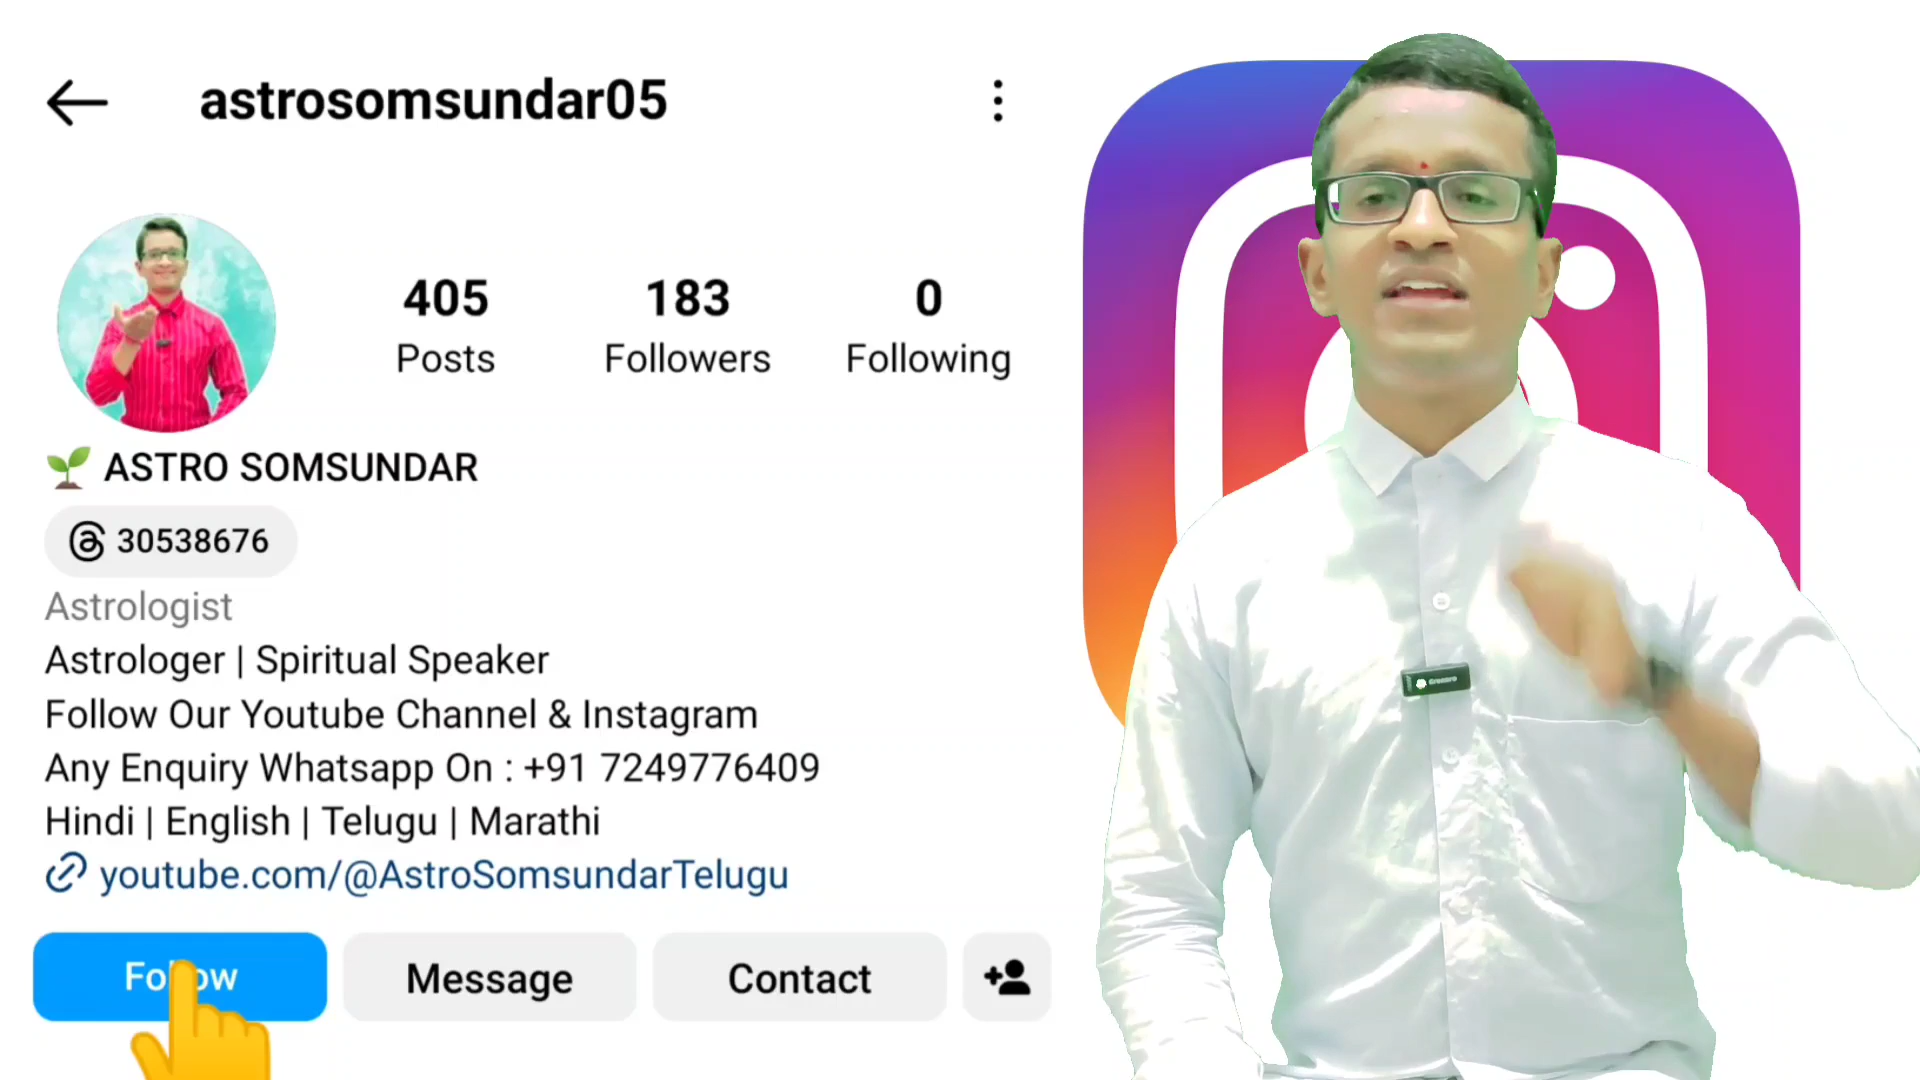 astrosomsundar05
405 183 0
Posts Followers Following
🌱 ASTRO SOMSUNDAR
30538676
Astrologist
Astrologer | Spiritual Speaker
Follow Our Youtube Channel & Instagram
Any Enquiry Whatsapp On : +91 7249776409
Hindi | English | Telugu | Marathi
youtube.com/@AstroSomsundarTelugu
Follow Message Contact